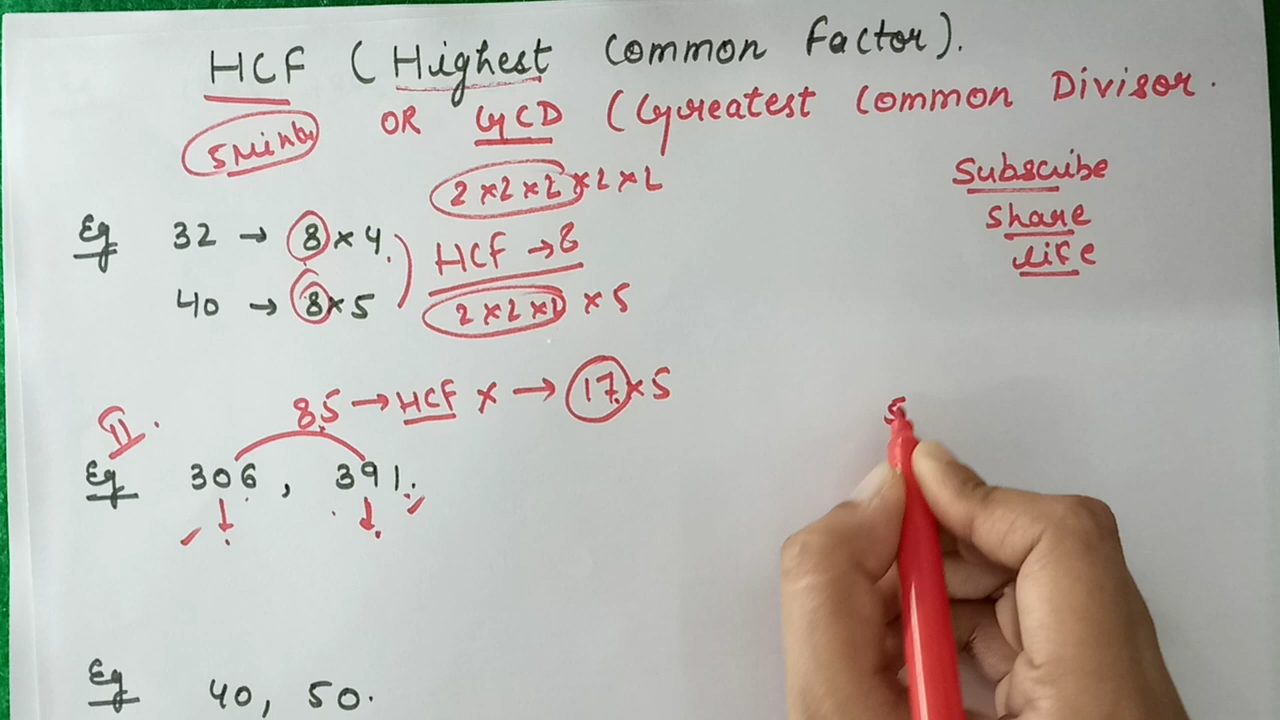 HCF (Highest Common factor).
OR GCD (Greatest Common Divisor.
5 Mints
2×2×2×2×2
Subscribe
Share
Eg 32 → 8×4.
HCF → 8
life
40 → 8×5
2×2×2 ×5
II.
85 → HCF × → 17×5
5
Eg 306, 391.
Eg 40, 50.